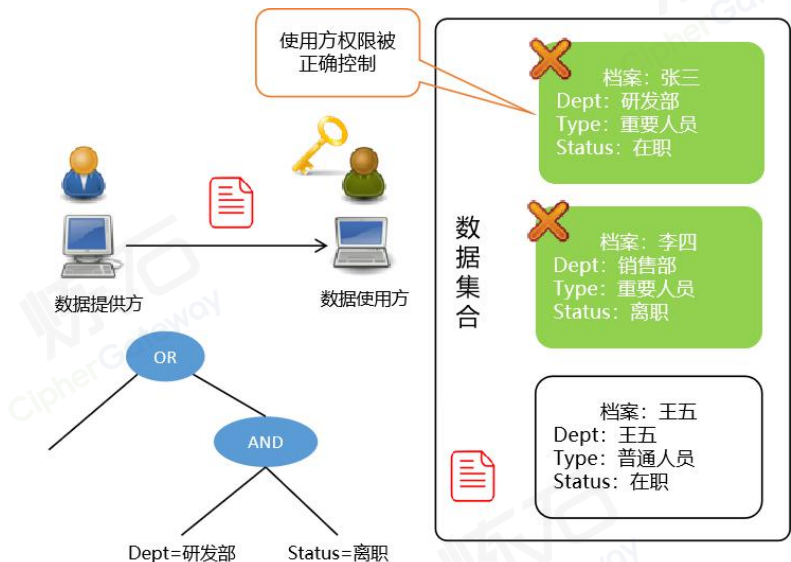 使用方权限被
正确控制
档案：张三
Dept：研发部
Type：重要人员
Status：在职
数据提供方
数据使用方
数据集合
档案：李四
Dept：销售部
Type：重要人员
Status：离职
OR
AND
Dept=研发部
Status=离职
档案：王五
Dept：王五
Type：普通人员
Status：在职
炼石
CipherGateway